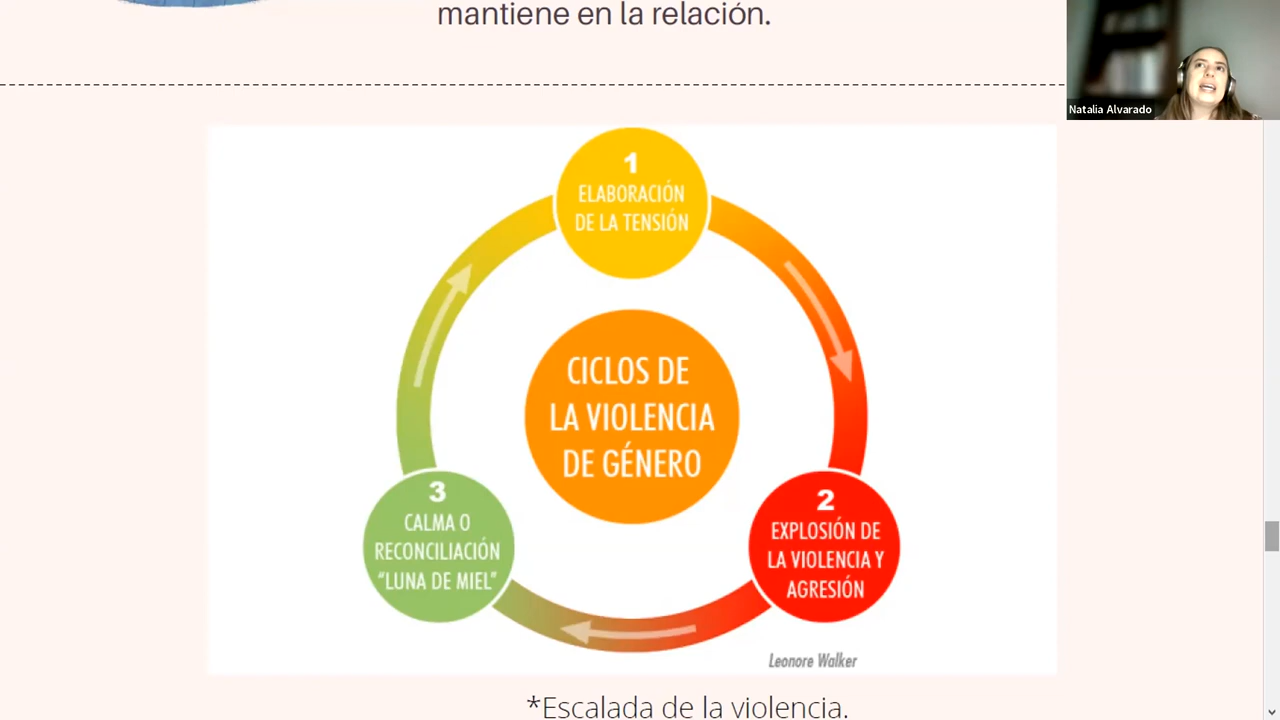 mantiene en la relación.
Natalia Alvarado
1
ELABORACIÓN
DE LA TENSIÓN
CICLOS DE
LA VIOLENCIA
DE GÉNERO
3
CALMA O
RECONCILIACIÓN
“LUNA DE MIEL”
2
EXPLOSIÓN DE
LA VIOLENCIA Y
AGRESIÓN
Leonore Walker
*Escalada de la violencia.